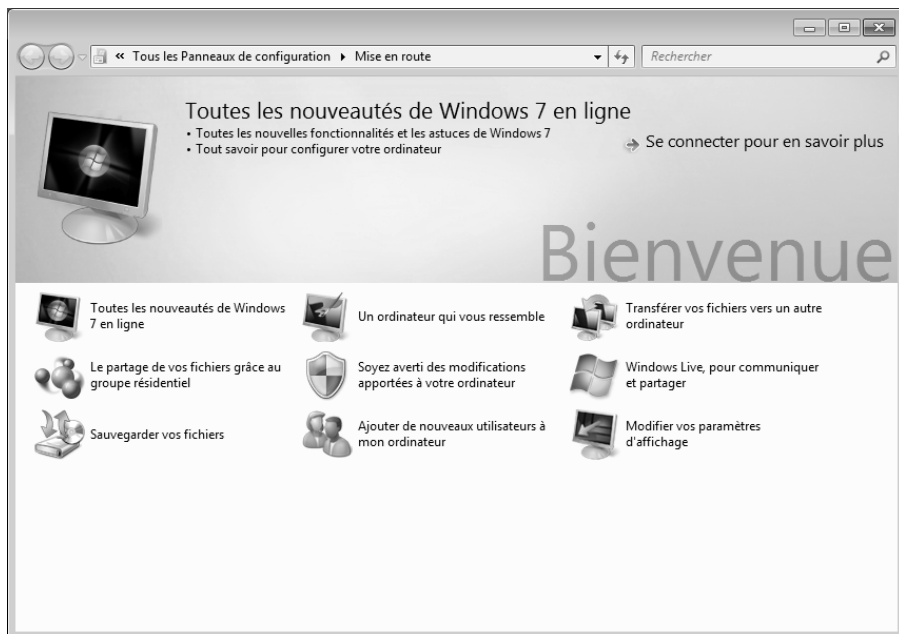 « Tous les Panneaux de configuration ▸ Mise en route
Rechercher
Toutes les nouveautés de Windows 7 en ligne
• Toutes les nouvelles fonctionnalités et les astuces de Windows 7
• Tout savoir pour configurer votre ordinateur
Se connecter pour en savoir plus
Bienvenue
Toutes les nouveautés de Windows
7 en ligne
Un ordinateur qui vous ressemble
Transférer vos fichiers vers un autre
ordinateur
Le partage de vos fichiers grâce au
groupe résidentiel
Soyez averti des modifications
apportées à votre ordinateur
Windows Live, pour communiquer
et partager
Sauvegarder vos fichiers
Ajouter de nouveaux utilisateurs à
mon ordinateur
Modifier vos paramètres
d'affichage